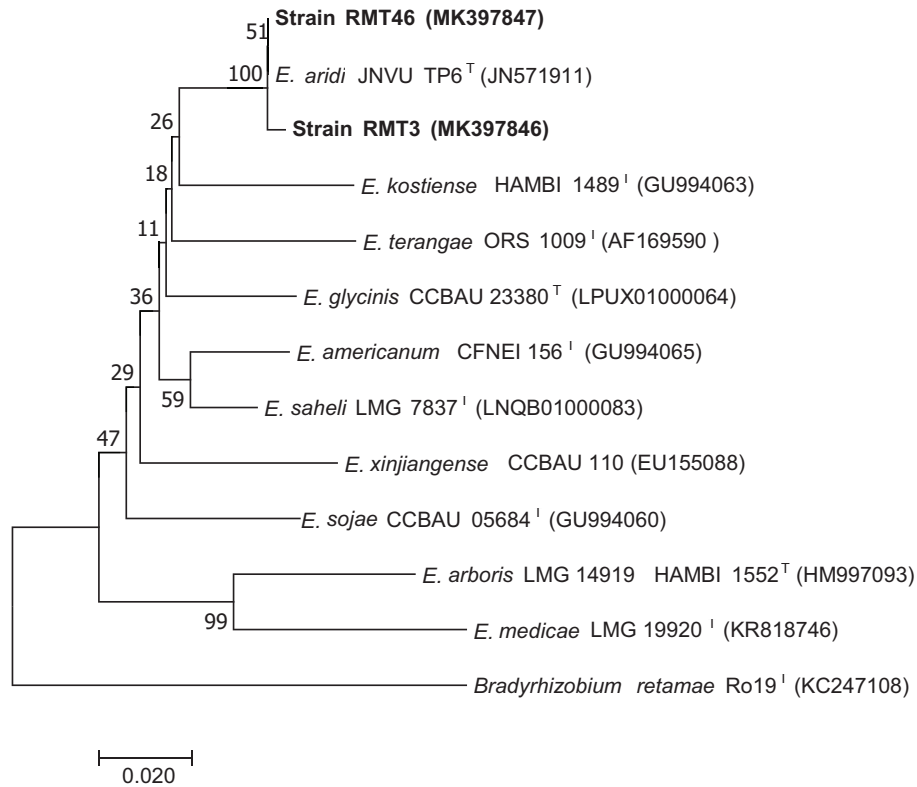 Strain RMT46 (MK397847)
51
100 E. aridi JNVU TP6 T (JN571911)
Strain RMT3 (MK397846)
26
E. kostiense HAMBI 1489 I (GU994063)
18
E. terangae ORS 1009 I (AF169590 )
11
E. glycinis CCBAU 23380 T (LPUX01000064)
36
E. americanum CFNEI 156 I (GU994065)
29
59
E. saheli LMG 7837 I (LNQB01000083)
47
E. xinjiangense CCBAU 110 (EU155088)
E. sojae CCBAU 05684 I (GU994060)
E. arboris LMG 14919 HAMBI 1552 T (HM997093)
99
E. medicae LMG 19920 I (KR818746)
Bradyrhizobium retamae Ro19 I (KC247108)
0.020